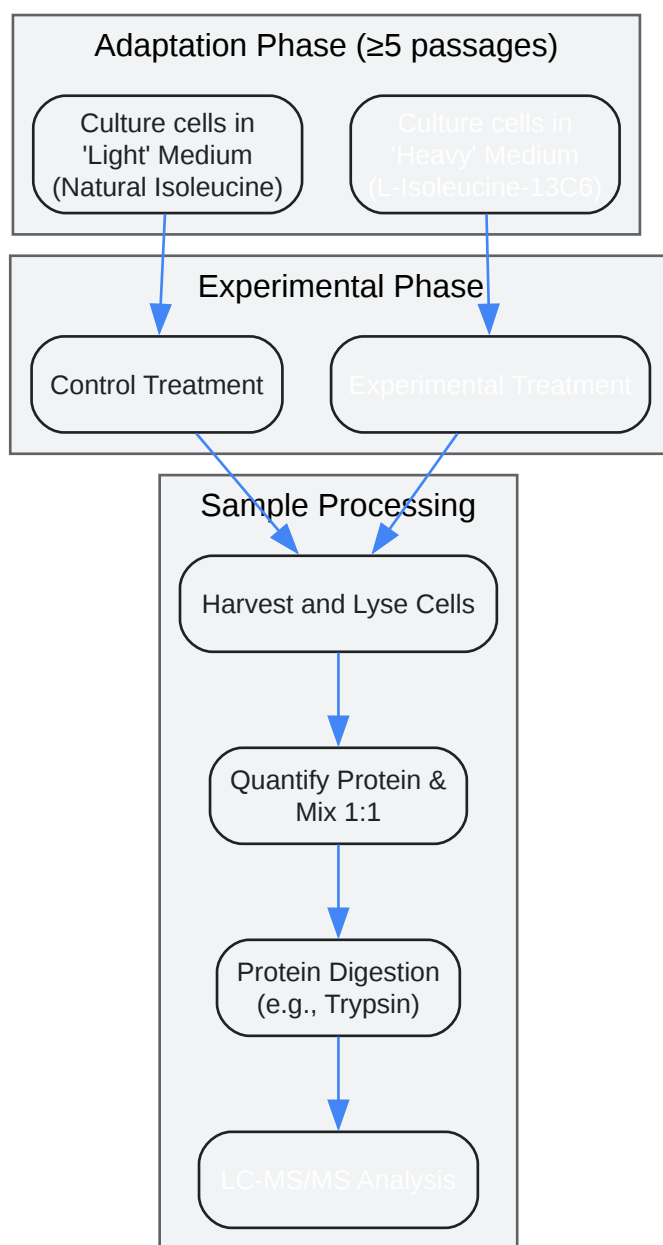 Adaptation Phase (≥5 passages)
Culture cells in
'Light' Medium
(Natural Isoleucine)
Culture cells in
'Heavy' Medium
(L-Isoleucine-13C6)
Experimental Phase
Control Treatment
Experimental Treatment
Sample Processing
Harvest and Lyse Cells
Quantify Protein &
Mix 1:1
Protein Digestion
(e.g., Trypsin)
LC-MS/MS Analysis